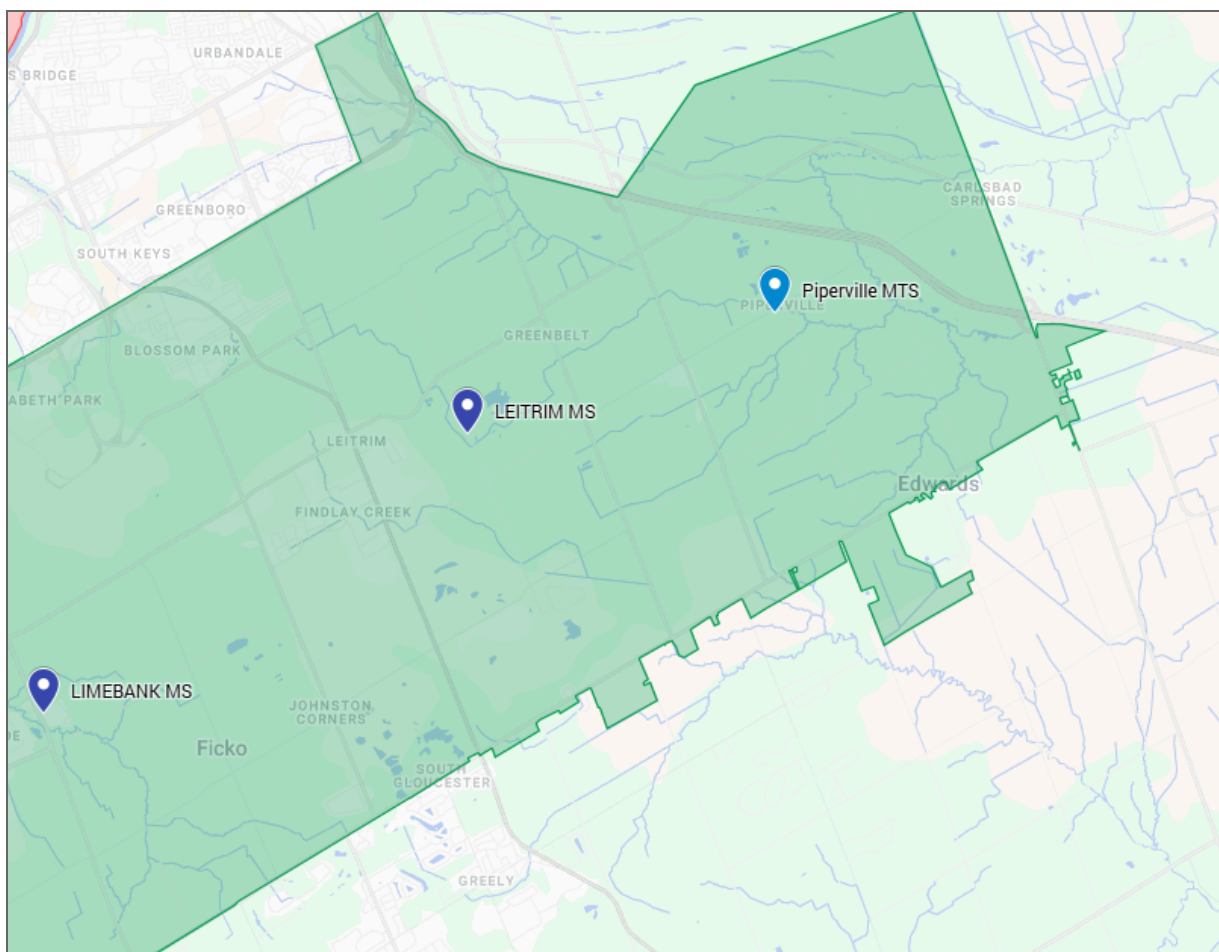 URBANDALE
S BRIDGE
CARLSBAD
SPRINGS
GREENBORO
SOUTH KEYS
Piperville MTS
GREENBELT
BLOSSOM PARK
ABETH PARK
LEITRIM MS
LEITRIM
Edwards
FINDLAY CREEK
LIMEBANK MS
JOHNSTON
CORNERS
DE
Ficko
SOUTH
GLOUCESTER
GREELY